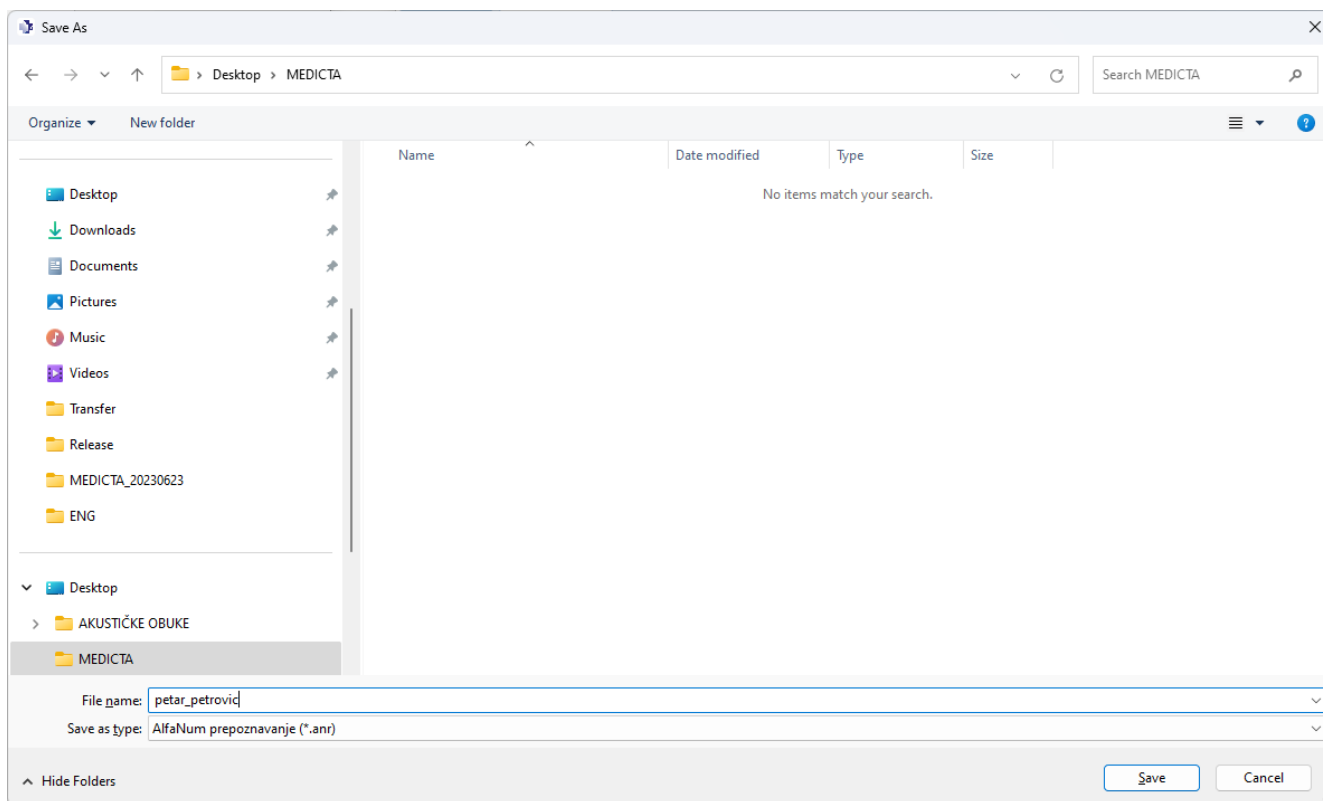 Save As
Desktop > MEDICTA
Search MEDICTA
Organize
New folder
Name
Date modified
Type
Size
No items match your search.
Desktop
Downloads
Documents
Pictures
Music
Videos
Transfer
Release
MEDICTA_20230623
ENG
Desktop
AKUSTIČKE OBUKE
MEDICTA
File name: petar_petrovic
Save as type: AlfaNum prepoznavanje (*.anr)
Hide Folders
Save
Cancel